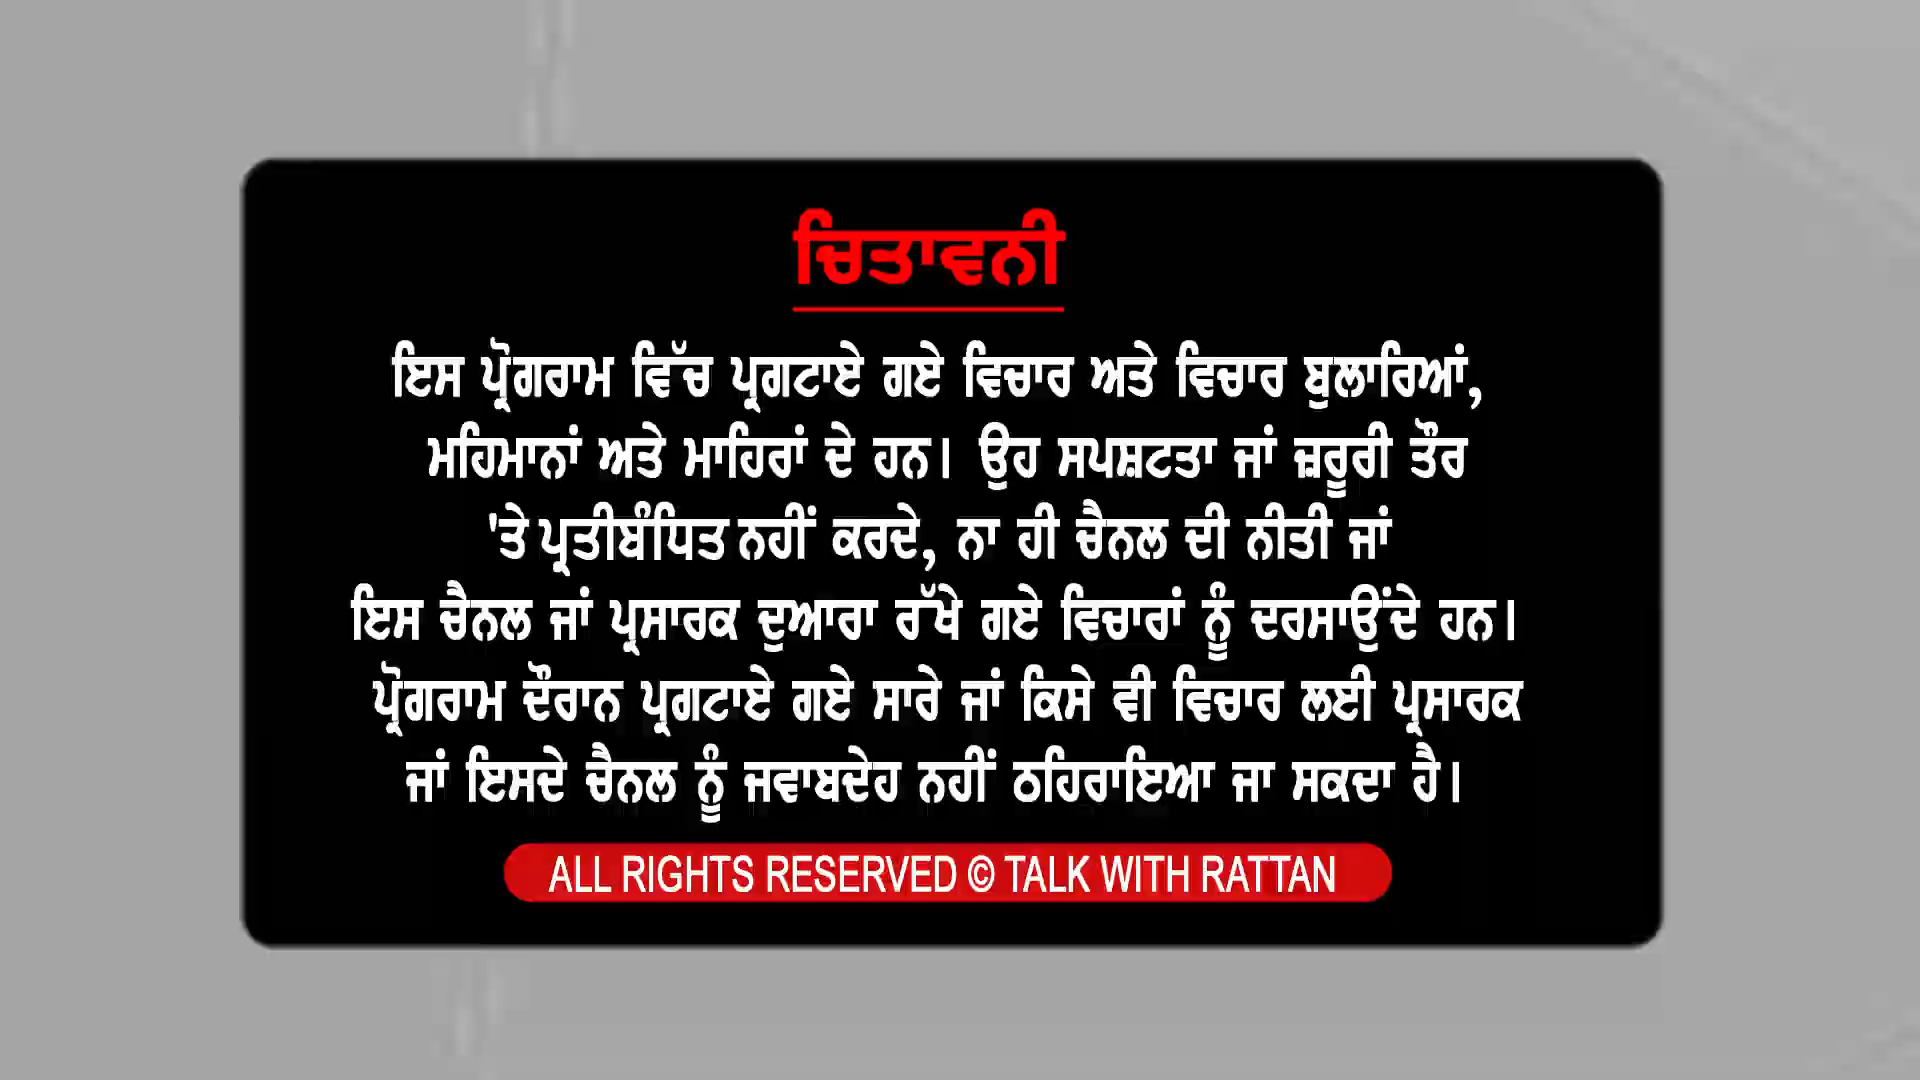 ਚਿਤਾਵਨੀ
ਇਸ ਪ੍ਰੋਗਰਾਮ ਵਿੱਚ ਪ੍ਰਗਟਾਏ ਗਏ ਵਿਚਾਰ ਅਤੇ ਵਿਚਾਰ ਬੁਲਾਰਿਆਂ,
ਮਹਿਮਾਨਾਂ ਅਤੇ ਮਾਹਿਰਾਂ ਦੇ ਹਨ। ਉਹ ਸਪਸ਼ਟਤਾ ਜਾਂ ਜ਼ਰੂਰੀ ਤੌਰ
'ਤੇ ਪ੍ਰਤੀਬੰਧਿਤ ਨਹੀਂ ਕਰਦੇ, ਨਾ ਹੀ ਚੈਨਲ ਦੀ ਨੀਤੀ ਜਾਂ
ਇਸ ਚੈਨਲ ਜਾਂ ਪ੍ਰਸਾਰਕ ਦੁਆਰਾ ਰੱਖੇ ਗਏ ਵਿਚਾਰਾਂ ਨੂੰ ਦਰਸਾਉਂਦੇ ਹਨ।
ਪ੍ਰੋਗਰਾਮ ਦੌਰਾਨ ਪ੍ਰਗਟਾਏ ਗਏ ਸਾਰੇ ਜਾਂ ਕਿਸੇ ਵੀ ਵਿਚਾਰ ਲਈ ਪ੍ਰਸਾਰਕ
ਜਾਂ ਇਸਦੇ ਚੈਨਲ ਨੂੰ ਜਵਾਬਦੇਹ ਨਹੀਂ ਠਹਿਰਾਇਆ ਜਾ ਸਕਦਾ ਹੈ।
ALL RIGHTS RESERVED © TALK WITH RATTAN